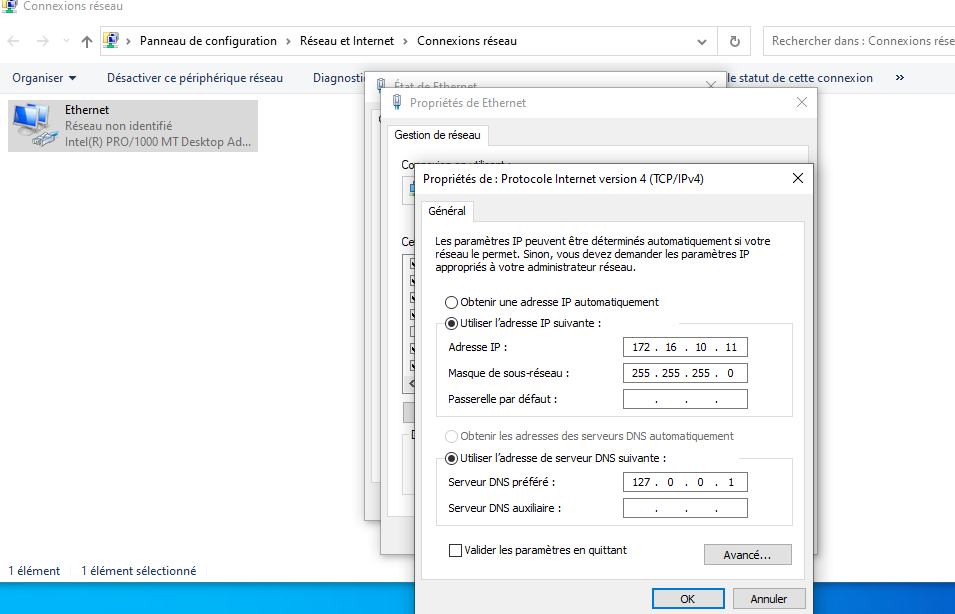 Connexions réseau
Panneau de configuration › Réseau et Internet › Connexions réseau
Rechercher dans : Connexions rése
Organiser Désactiver ce périphérique réseau Diagnosti le statut de cette connexion »
Ethernet
Réseau non identifié
Intel(R) PRO/1000 MT Desktop Ad...
État de Ethernet
Propriétés de Ethernet
Gestion de réseau
Propriétés de : Protocole Internet version 4 (TCP/IPv4)
Général
Les paramètres IP peuvent être déterminés automatiquement si votre
réseau le permet. Sinon, vous devez demander les paramètres IP
appropriés à votre administrateur réseau.
Obtenir une adresse IP automatiquement
Utiliser l'adresse IP suivante :
Adresse IP : 172 . 16 . 10 . 11
Masque de sous-réseau : 255 . 255 . 255 . 0
Passerelle par défaut : . . .
Obtenir les adresses des serveurs DNS automatiquement
Utiliser l'adresse de serveur DNS suivante :
Serveur DNS préféré : 127 . 0 . 0 . 1
Serveur DNS auxiliaire : . . .
Valider les paramètres en quittant
Avancé...
1 élément 1 élément sélectionné
OK Annuler